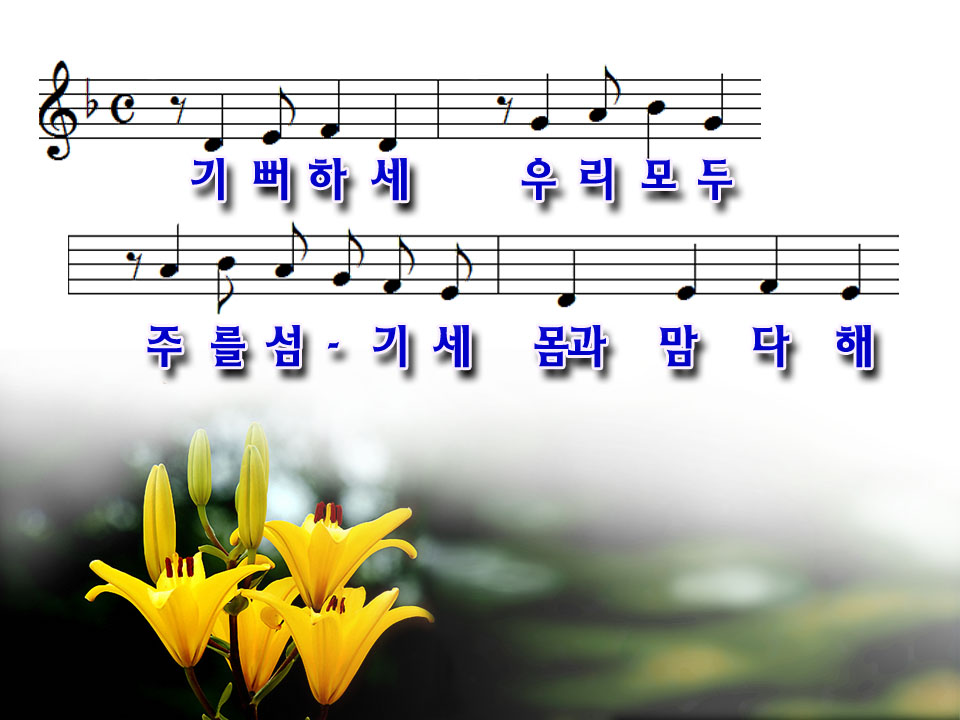 기 뻐 하 세 우 리 모 두
주 를 섬 - 기 세 몸과 맘 다 해